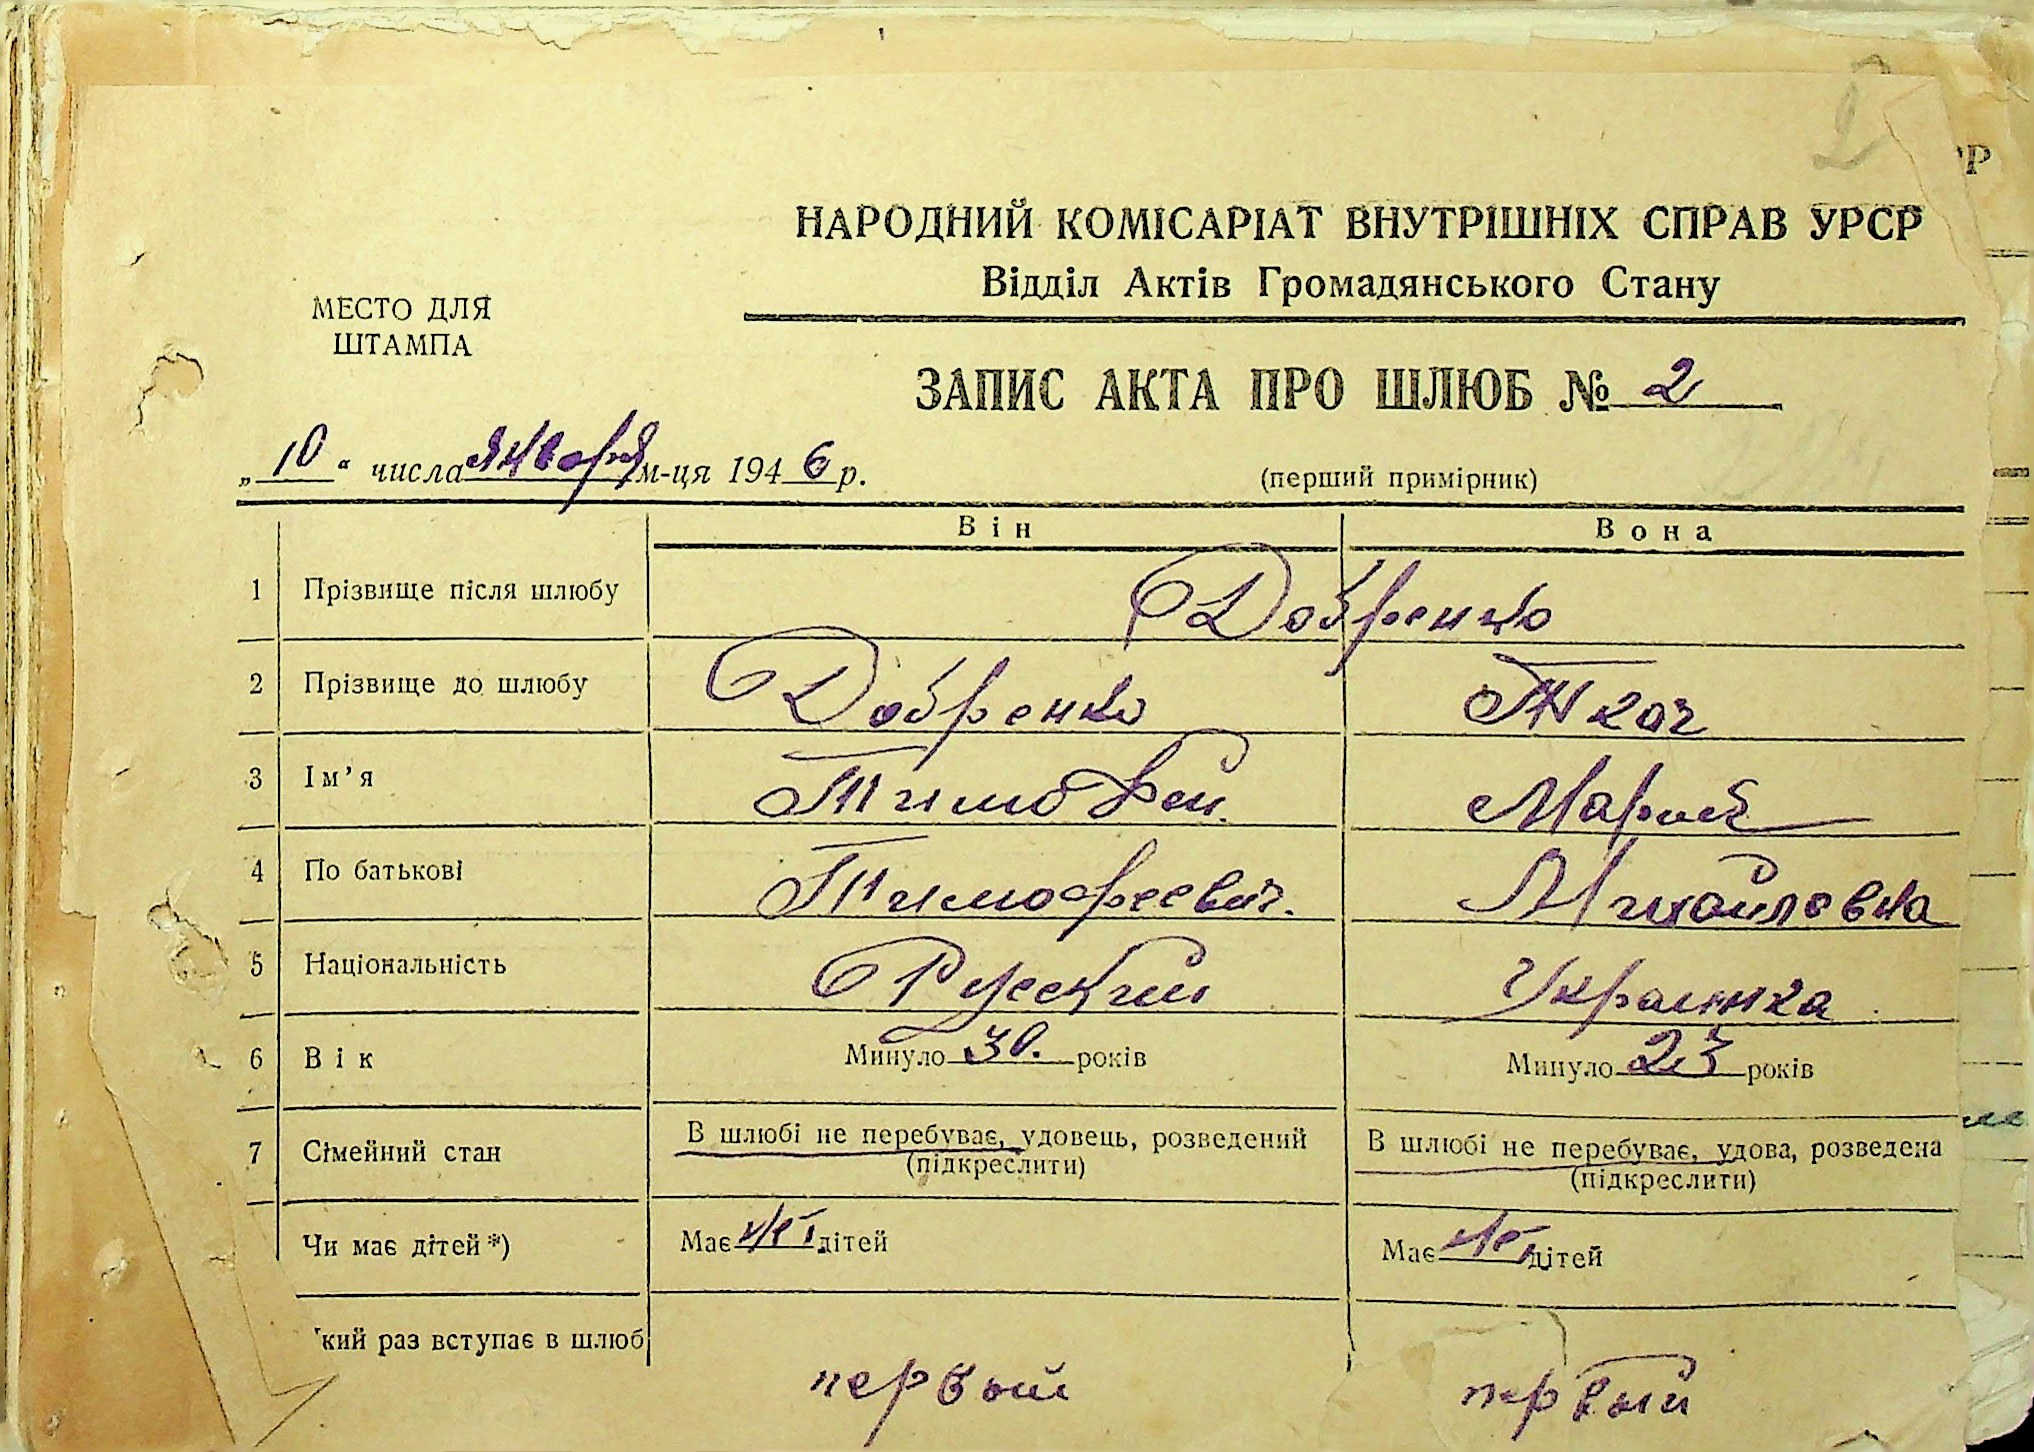 2
РР
НАРОДНИЙ КОМІСАРІАТ ВНУТРІШНІХ СПРАВ УРСР
Відділ Актів Громадянського Стану
МЕСТО ДЛЯ
ШТАМПА
ЗАПИС АКТА ПРО ШЛЮБ № 2
„10“ числа января м-ця 1946 р.
(перший примірник)
Він Вона
1 Прізвище після шлюбу Добренко
2 Прізвище до шлюбу Добренко Ткач
3 Ім’я Тимофей. Мария
4 По батькові Тимофеевич. Михайлевна
5 Національність Русский Украинка
6 Вік Минуло 30. років Минуло 23 років
7 Сімейний стан В шлюбі не перебуває, удовець, розведений В шлюбі не перебуває, удова, розведена
(підкреслити) (підкреслити)
Чи має дітей*) Має нет дітей Має нет дітей
кий раз вступає в шлюб первый первый